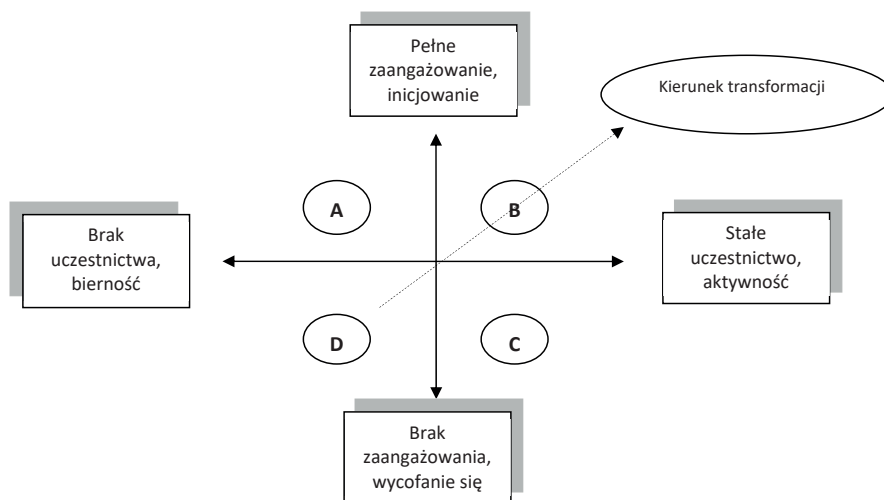 Pełne
zaangażowanie,
inicjowanie
Kierunek transformacji
A
B
Brak
uczestnictwa,
bierność
Stałe
uczestnictwo,
aktywność
D
C
Brak
zaangażowania,
wycofanie się